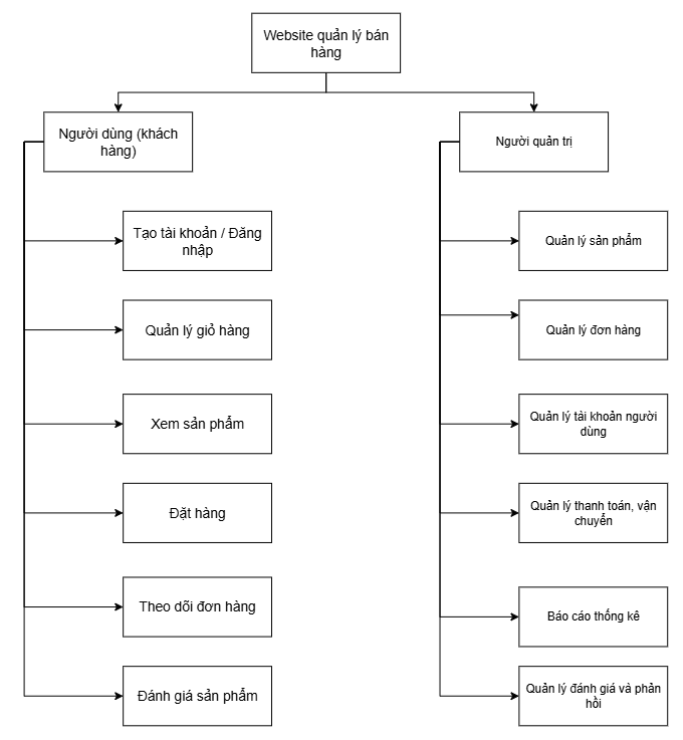 Website quản lý bán
hàng
Người dùng (khách
hàng)
Tạo tài khoản / Đăng
nhập
Quản lý giỏ hàng
Xem sản phẩm
Đặt hàng
Theo dõi đơn hàng
Đánh giá sản phẩm
Người quản trị
Quản lý sản phẩm
Quản lý đơn hàng
Quản lý tài khoản người
dùng
Quản lý thanh toán, vận
chuyển
Báo cáo thống kê
Quản lý đánh giá và phản
hồi